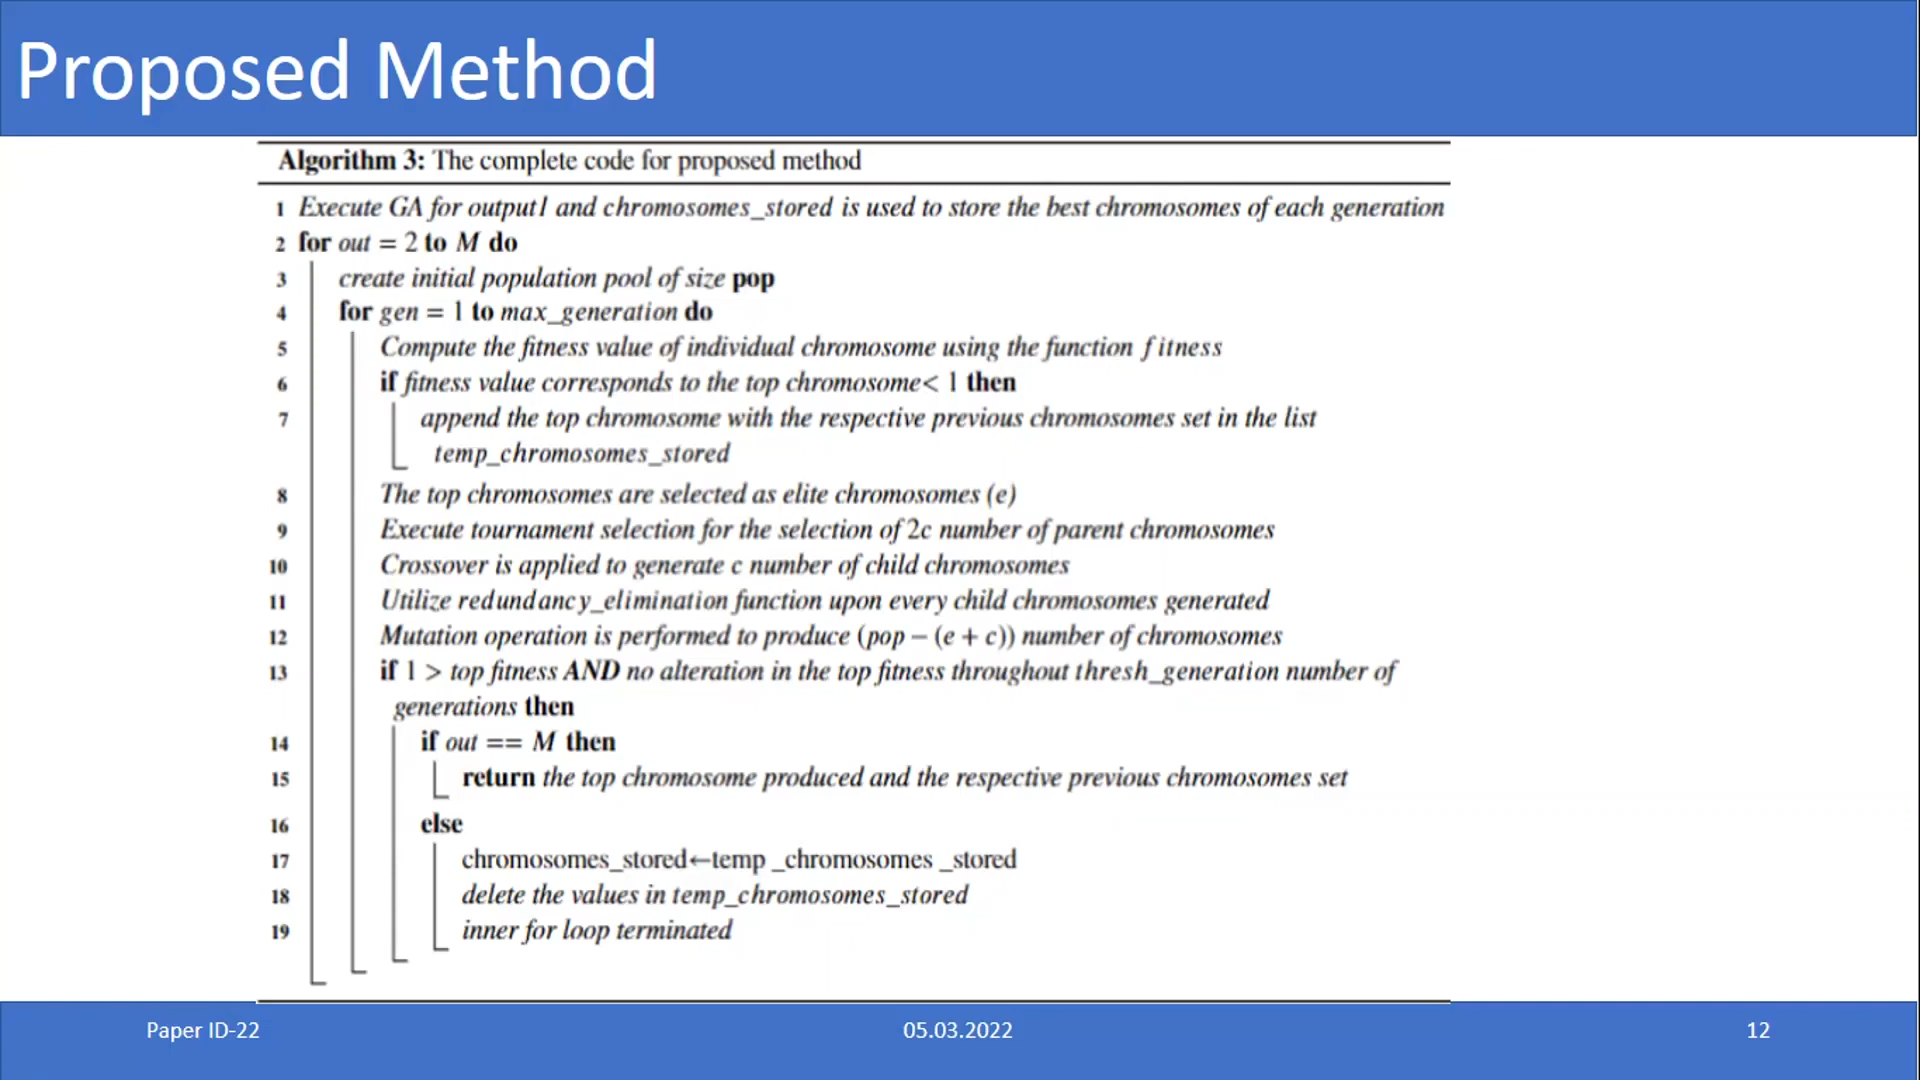 Proposed Method
Algorithm 3: The complete code for proposed method
1 Execute GA for output1 and chromosomes_stored is used to store the best chromosomes of each generation
2 for out = 2 to M do
3 create initial population pool of size pop
4 for gen = 1 to max_generation do
5 Compute the fitness value of individual chromosome using the function fitness
6 if fitness value corresponds to the top chromosome< 1 then
7 append the top chromosome with the respective previous chromosomes set in the list
temp_chromosomes_stored
8 The top chromosomes are selected as elite chromosomes (e)
9 Execute tournament selection for the selection of 2c number of parent chromosomes
10 Crossover is applied to generate c number of child chromosomes
11 Utilize redundancy_elimination function upon every child chromosomes generated
12 Mutation operation is performed to produce (pop − (e + c)) number of chromosomes
13 if 1 > top fitness AND no alteration in the top fitness throughout thresh_generation number of
generations then
14 if out == M then
15 return the top chromosome produced and the respective previous chromosomes set
16 else
17 chromosomes_stored←temp _chromosomes _stored
18 delete the values in temp_chromosomes_stored
19 inner for loop terminated
Paper ID-22
05.03.2022
12